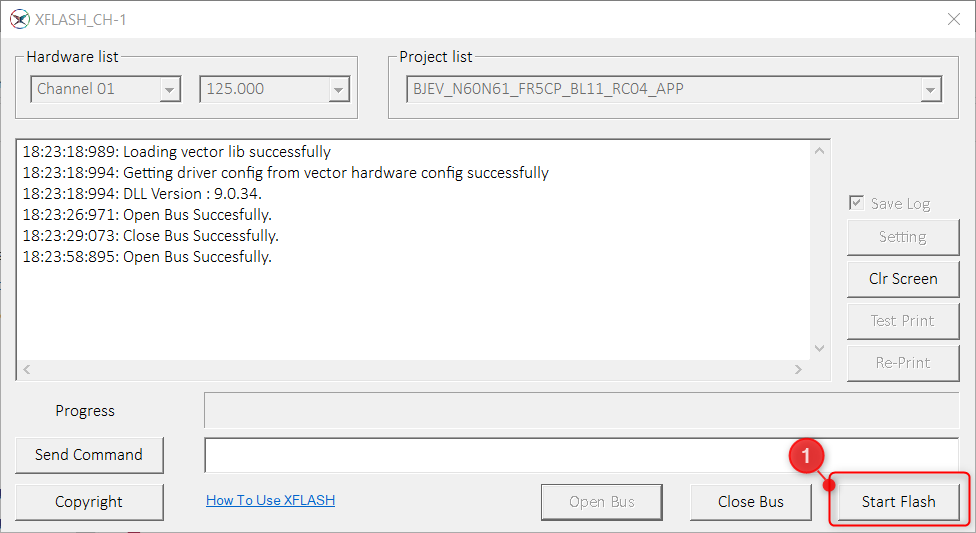 XFLASH_CH-1
Hardware list
Project list
Channel 01
125.000
BJEV_N60N61_FR5CP_BL11_RC04_APP
18:23:18:989: Loading vector lib successfully
18:23:18:994: Getting driver config from vector hardware config successfully
18:23:18:994: DLL Version : 9.0.34.
18:23:26:971: Open Bus Succesfully.
18:23:29:073: Close Bus Successfully.
18:23:58:895: Open Bus Succesfully.
Save Log
Setting
Clr Screen
Test Print
Re-Print
Progress
Send Command
1
Copyright
How To Use XFLASH
Open Bus
Close Bus
Start Flash